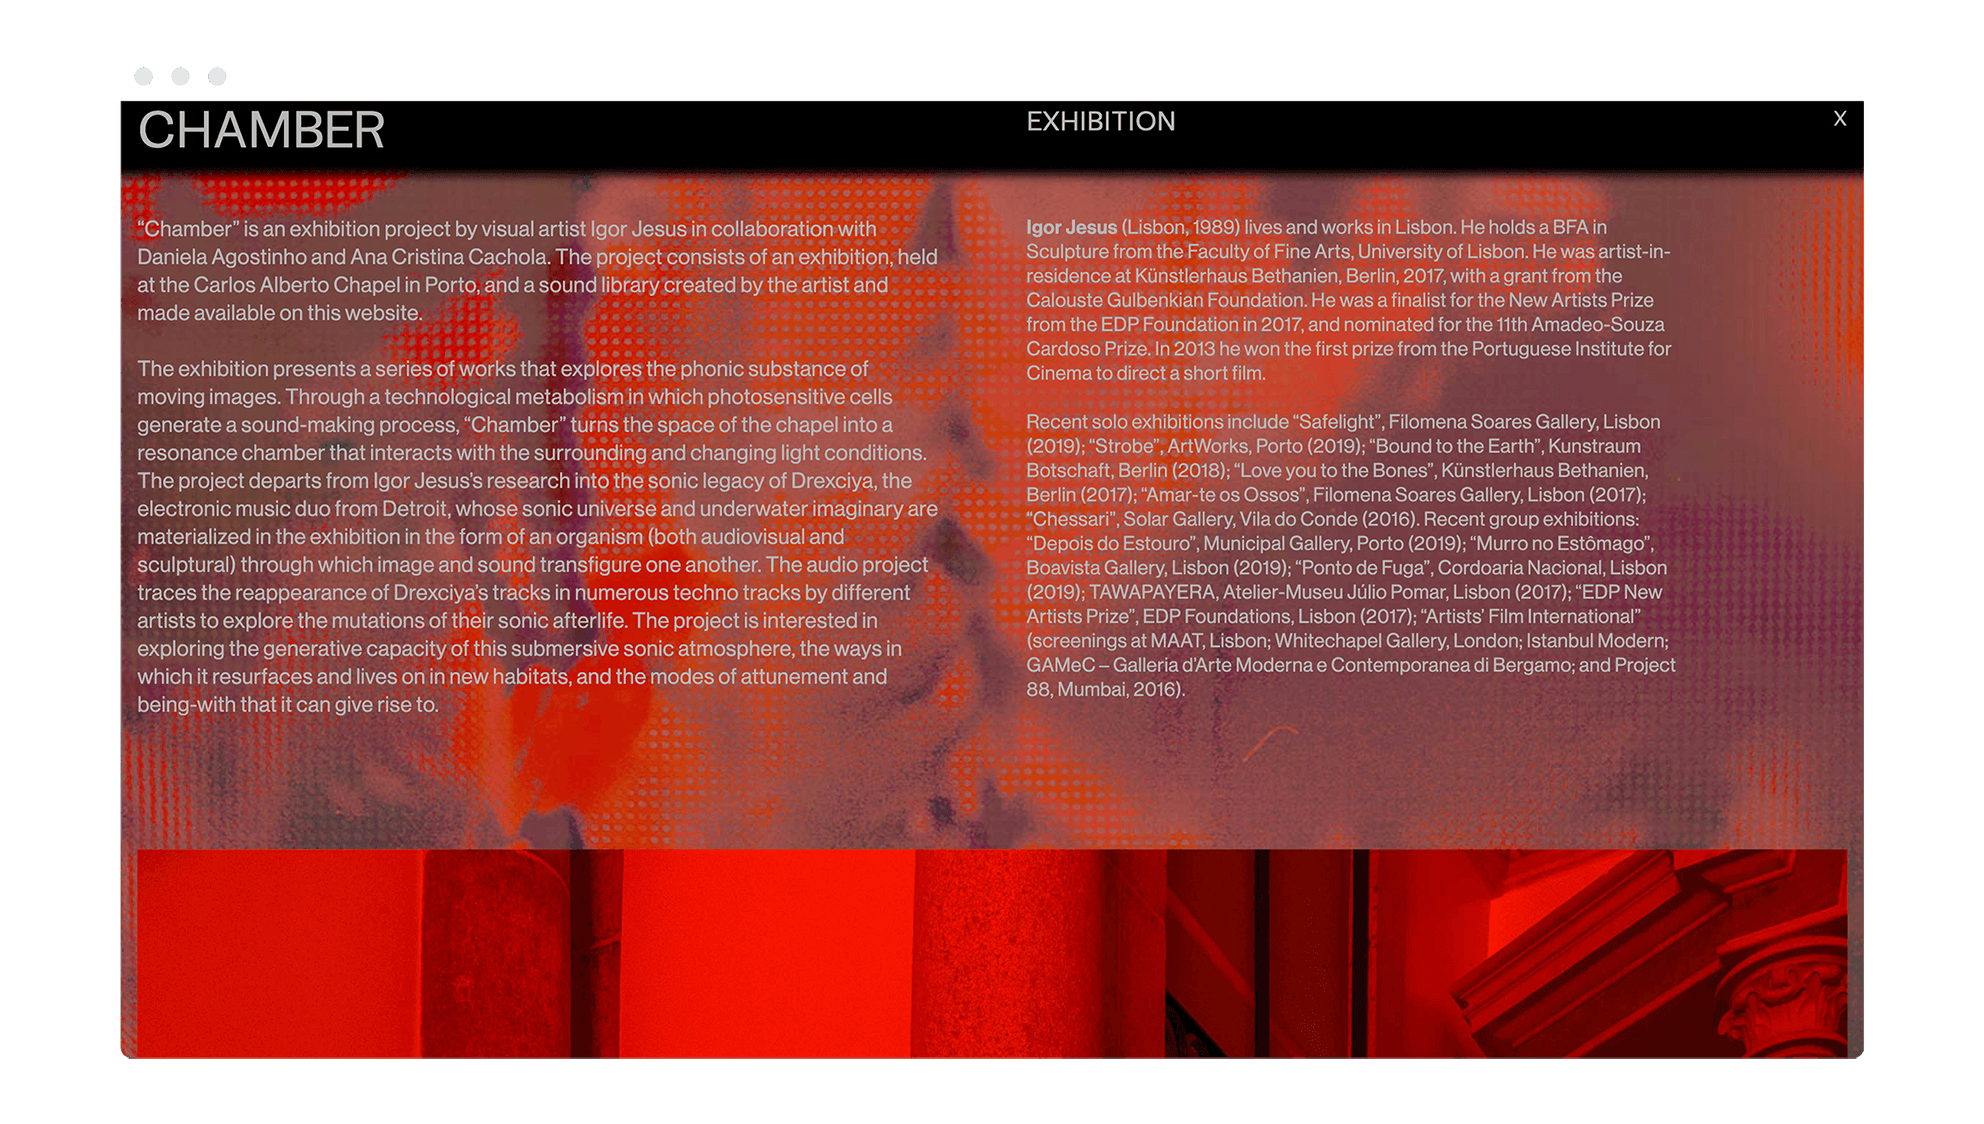 CHAMBER
EXHIBITION
X
“Chamber” is an exhibition project by visual artist Igor Jesus in collaboration with
Daniela Agostinho and Ana Cristina Cachola. The project consists of an exhibition, held
at the Carlos Alberto Chapel in Porto, and a sound library created by the artist and
made available on this website.
The exhibition presents a series of works that explores the phonic substance of
moving images. Through a technological metabolism in which photosensitive cells
generate a sound-making process, “Chamber” turns the space of the chapel into a
resonance chamber that interacts with the surrounding and changing light conditions.
The project departs from Igor Jesus’s research into the sonic legacy of Drexciya, the
electronic music duo from Detroit, whose sonic universe and underwater imaginary are
materialized in the exhibition in the form of an organism (both audiovisual and
sculptural) through which image and sound transfigure one another. The audio project
traces the reappearance of Drexciya’s tracks in numerous techno tracks by different
artists to explore the mutations of their sonic afterlife. The project is interested in
exploring the generative capacity of this submersive sonic atmosphere, the ways in
which it resurfaces and lives on in new habitats, and the modes of attunement and
being-with that it can give rise to.
Igor Jesus (Lisbon, 1989) lives and works in Lisbon. He holds a BFA in
Sculpture from the Faculty of Fine Arts, University of Lisbon. He was artist-in-
residence at Künstlerhaus Bethanien, Berlin, 2017, with a grant from the
Calouste Gulbenkian Foundation. He was a finalist for the New Artists Prize
from the EDP Foundation in 2017, and nominated for the 11th Amadeo-Souza
Cardoso Prize. In 2013 he won the first prize from the Portuguese Institute for
Cinema to direct a short film.
Recent solo exhibitions include “Safelight”, Filomena Soares Gallery, Lisbon
(2019); “Strobe”, ArtWorks, Porto (2019); “Bound to the Earth”, Kunstraum
Botschaft, Berlin (2018); “Love you to the Bones”, Künstlerhaus Bethanien,
Berlin (2017); “Amar-te os Ossos”, Filomena Soares Gallery, Lisbon (2017);
“Chessari”, Solar Gallery, Vila do Conde (2016). Recent group exhibitions:
“Depois do Estouro”, Municipal Gallery, Porto (2019); “Murro no Estômago”,
Boavista Gallery, Lisbon (2019); “Ponto de Fuga”, Cordoaria Nacional, Lisbon
(2019); TAWAPAYERA, Atelier-Museu Júlio Pomar, Lisbon (2017); “EDP New
Artists Prize”, EDP Foundations, Lisbon (2017); “Artists’ Film International”
(screenings at MAAT, Lisbon; Whitechapel Gallery, London; Istanbul Modern;
GAMeC – Galleria d’Arte Moderna e Contemporanea di Bergamo; and Project
88, Mumbai, 2016).